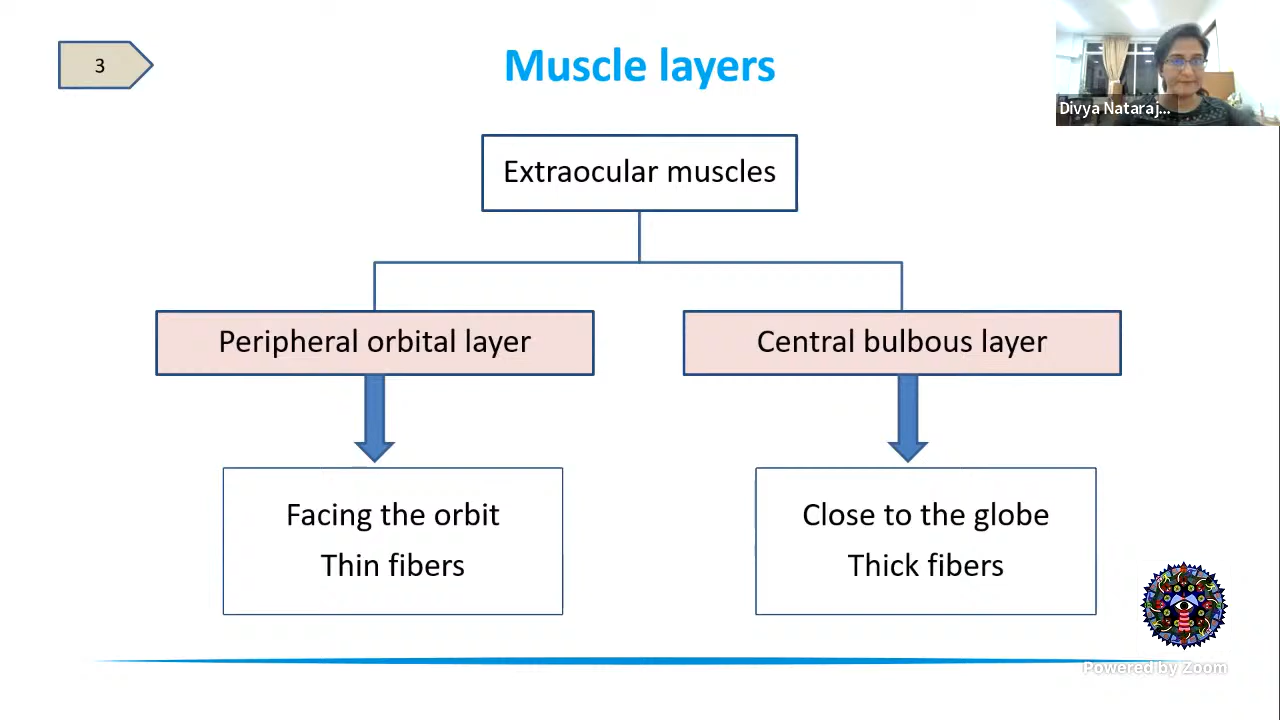 3
Muscle layers
Divya Nataraj...
Extraocular muscles
Peripheral orbital layer
Central bulbous layer
Facing the orbit
Thin fibers
Close to the globe
Thick fibers
Powered by Zoom